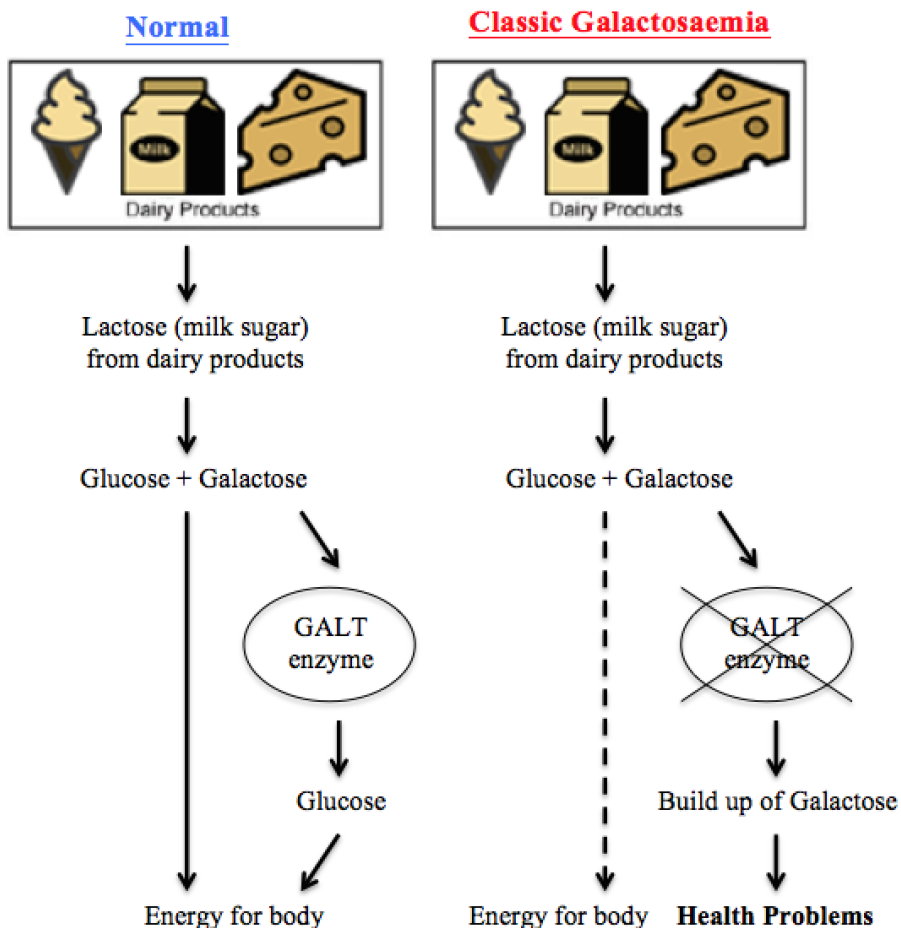 Normal
Milk
Dairy Products
Lactose (milk sugar)
from dairy products
Glucose + Galactose
GALT
enzyme
Glucose
Energy for body
Classic Galactosaemia
Milk
Dairy Products
Lactose (milk sugar)
from dairy products
Glucose + Galactose
GALT
enzyme
Build up of Galactose
Energy for body
Health Problems